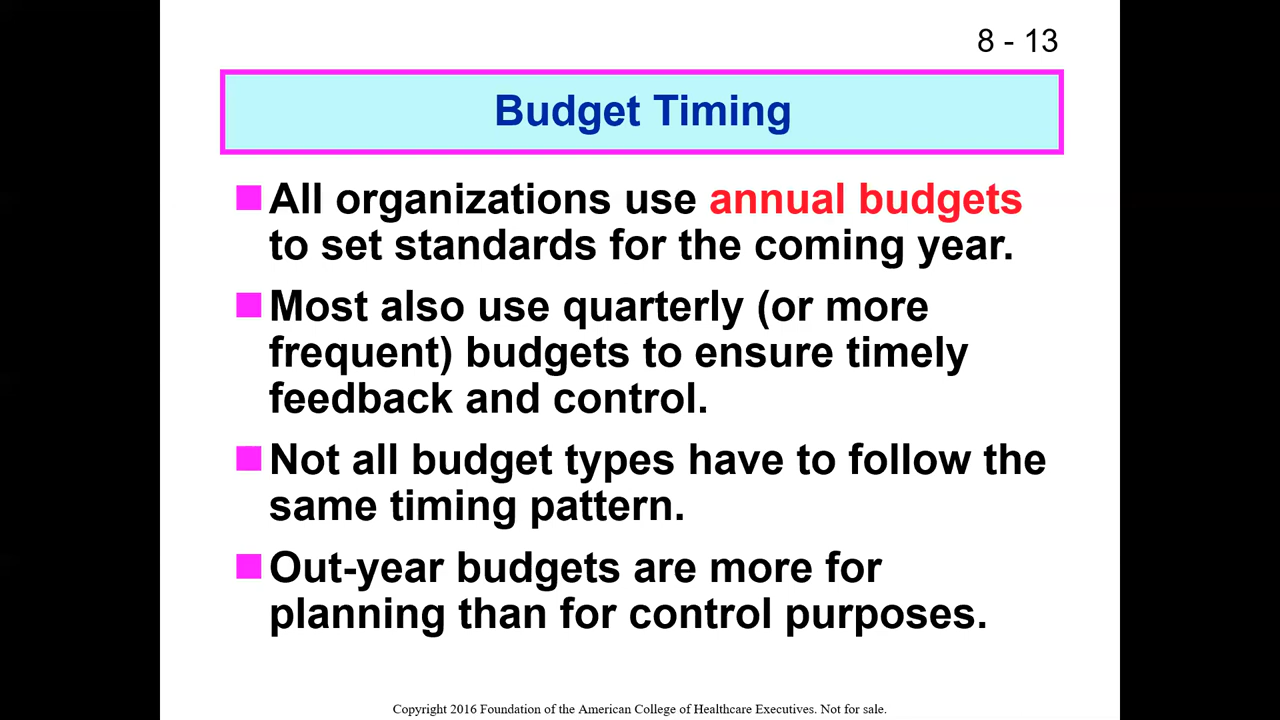 8 - 13
Budget Timing
All organizations use annual budgets
to set standards for the coming year.
Most also use quarterly (or more
frequent) budgets to ensure timely
feedback and control.
Not all budget types have to follow the
same timing pattern.
Out-year budgets are more for
planning than for control purposes.
Copyright 2016 Foundation of the American College of Healthcare Executives. Not for sale.